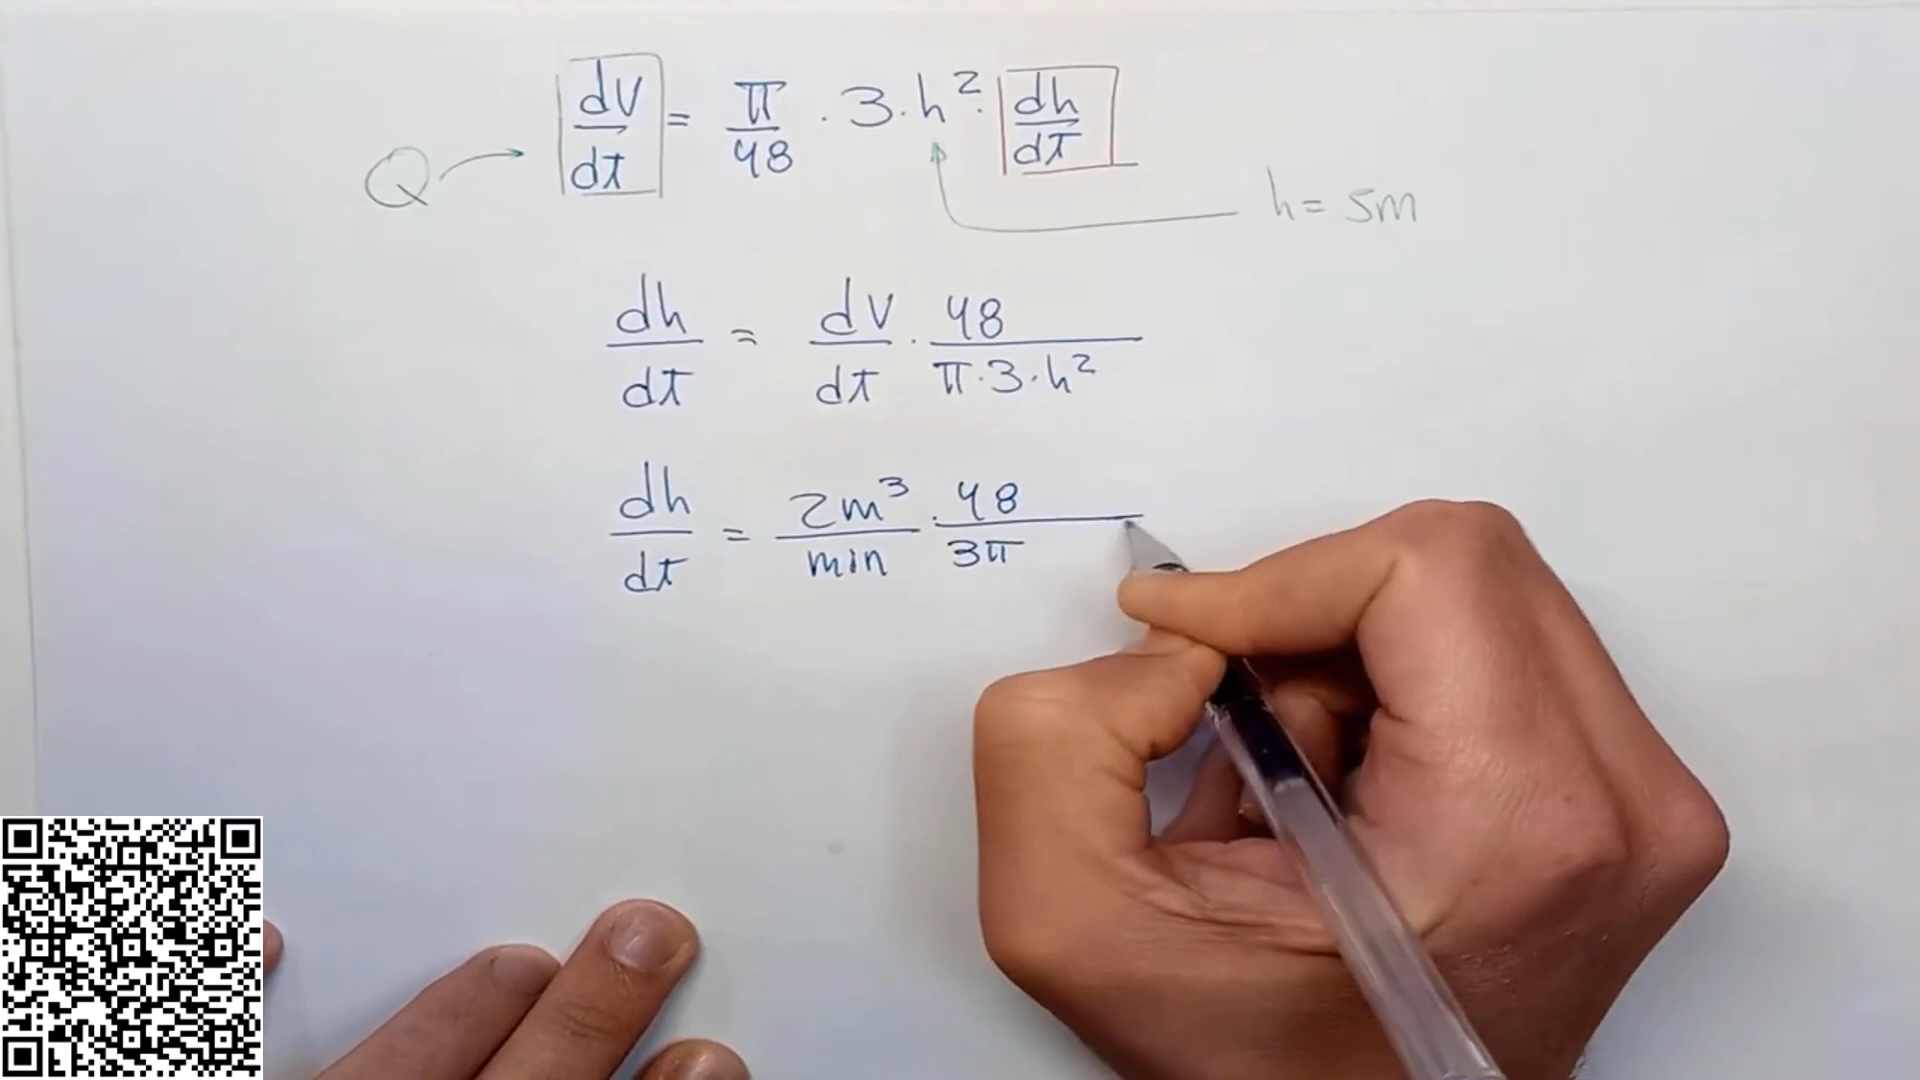 dV/dt = π/48 · 3 · h² · dh/dt
Q
h = 5m
dh/dt = dV/dt · 48/π·3·h²
dh/dt = 2m³/min · 48/3π